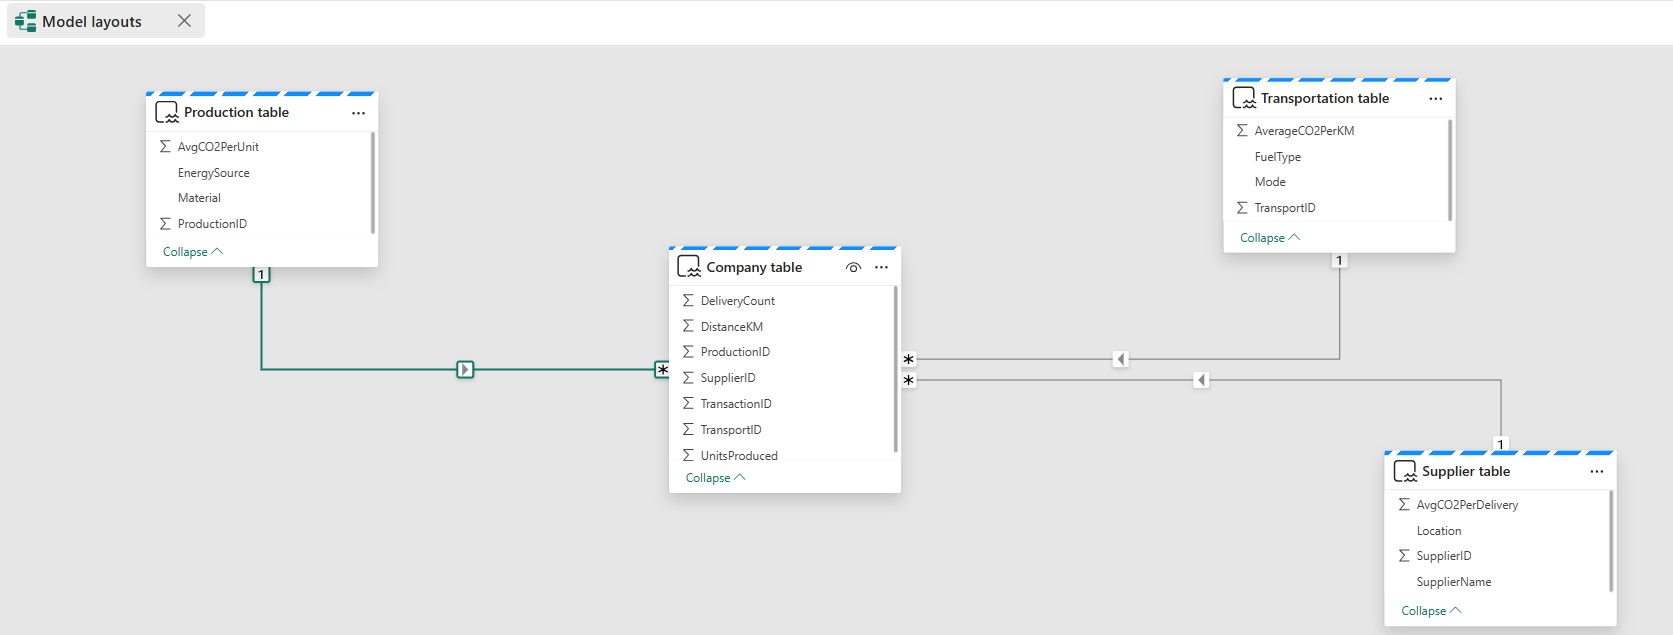 Model layouts
Production table
AvgCO2PerUnit
EnergySource
Material
ProductionID
Collapse
1
Transportation table
AverageCO2PerKM
FuelType
Mode
TransportID
Collapse
1
Company table
DeliveryCount
DistanceKM
ProductionID
SupplierID
TransactionID
TransportID
UnitsProduced
Collapse
*
*
*
1
Supplier table
AvgCO2PerDelivery
Location
SupplierID
SupplierName
Collapse